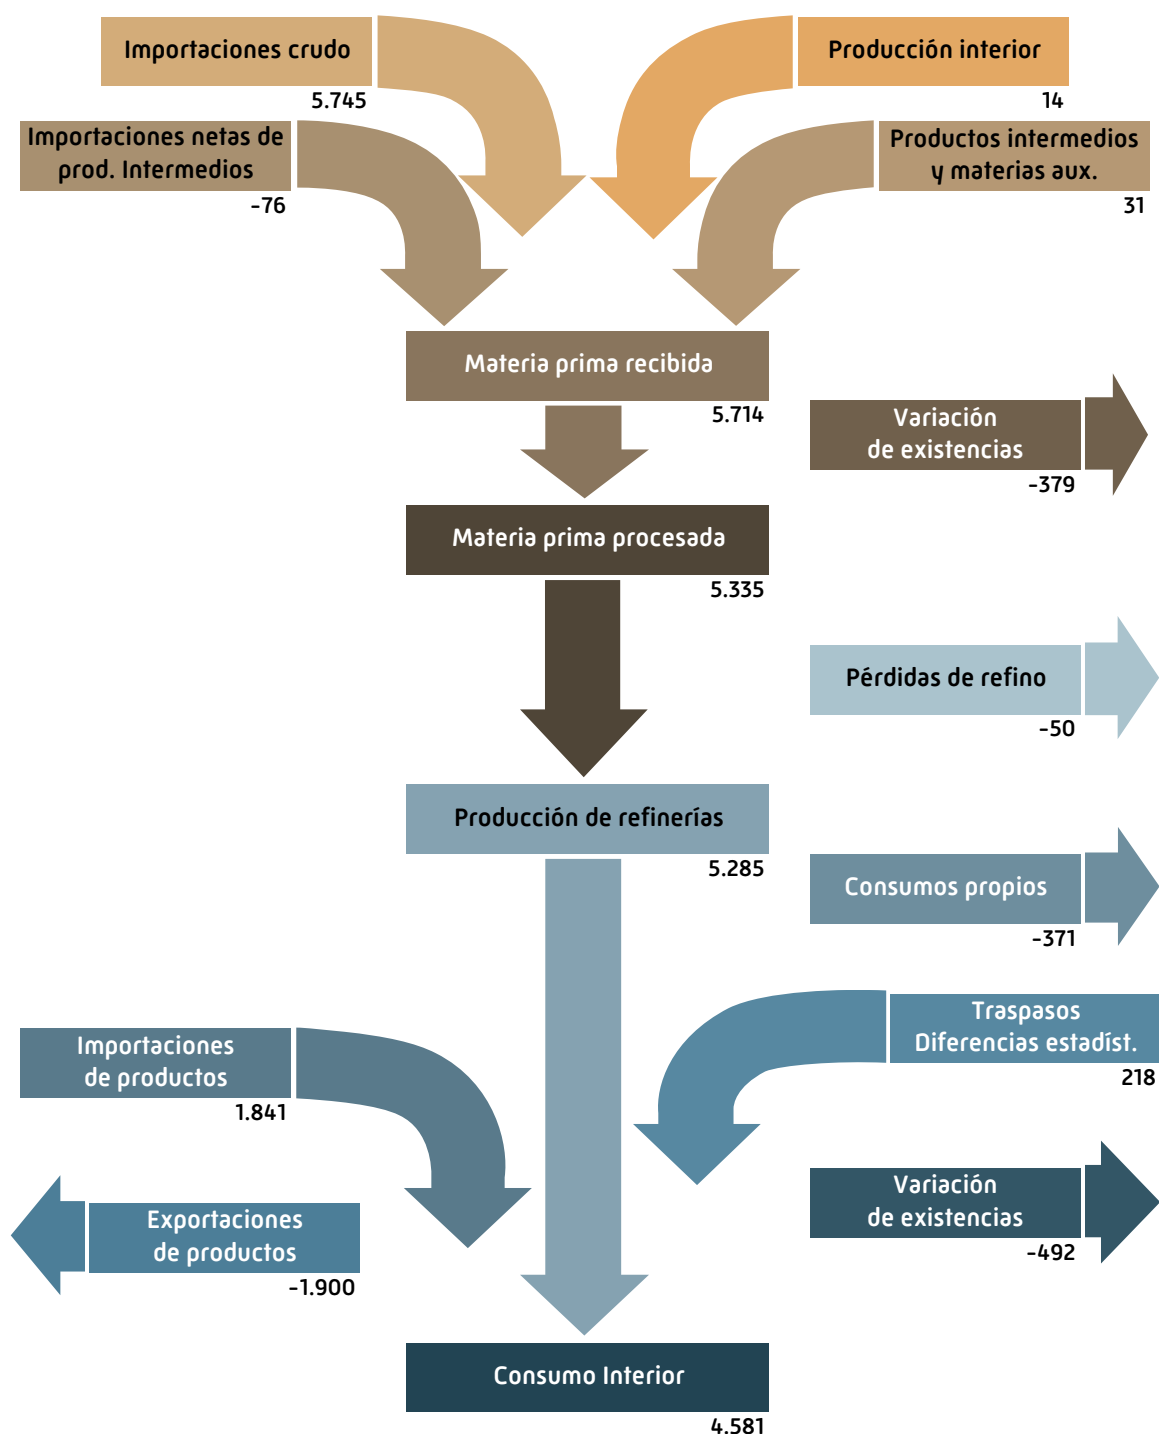 Importaciones crudo
5.745
Producción interior
14
Importaciones netas de
prod. Intermedios
-76
Productos intermedios
y materias aux.
31
Materia prima recibida
5.714
Variación
de existencias
-379
Materia prima procesada
5.335
Pérdidas de refino
-50
Producción de refinerías
5.285
Consumos propios
-371
Traspasos
Diferencias estadíst.
218
Importaciones
de productos
1.841
Variación
de existencias
-492
Exportaciones
de productos
-1.900
Consumo Interior
4.581